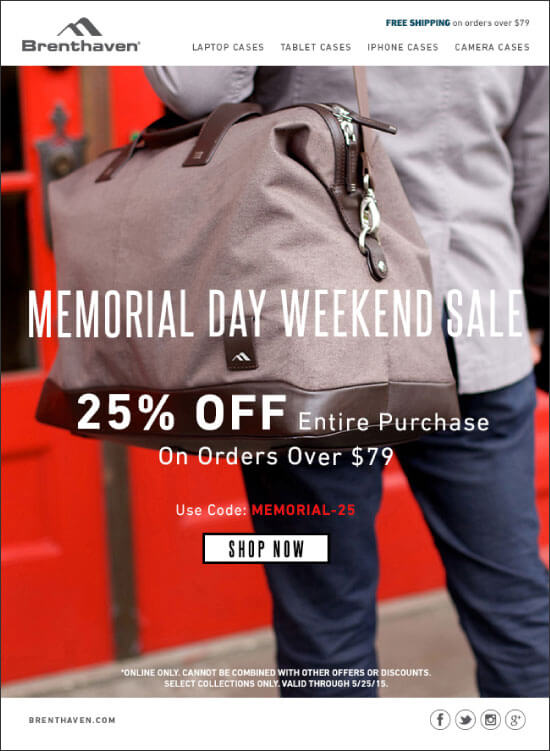 Brenthaven®
FREE SHIPPING on orders over $79
LAPTOP CASES TABLET CASES IPHONE CASES CAMERA CASES
MEMORIAL DAY WEEKEND SALE
25% OFF Entire Purchase
On Orders Over $79
Use Code: MEMORIAL-25
SHOP NOW
*ONLINE ONLY. CANNOT BE COMBINED WITH OTHER OFFERS OR DISCOUNTS.
SELECT COLLECTIONS ONLY. VALID THROUGH 5/25/15.
BRENTHAVEN.COM